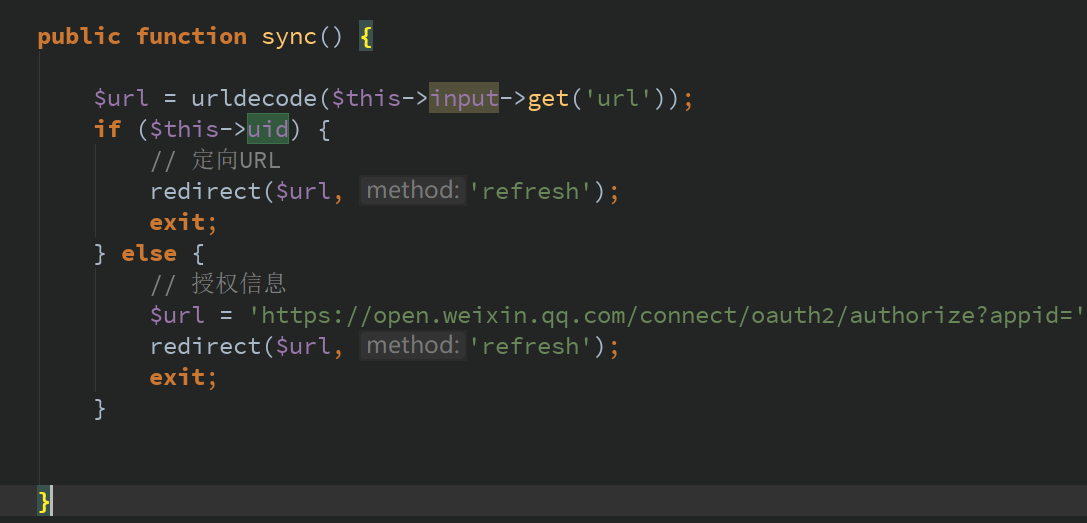 public function sync() {
$url = urldecode($this->input->get('url'));
if ($this->uid) {
// 定向URL
redirect($url, method: 'refresh');
exit;
} else {
// 授权信息
$url = 'https://open.weixin.qq.com/connect/oauth2/authorize?appid='
redirect($url, method: 'refresh');
exit;
}
}